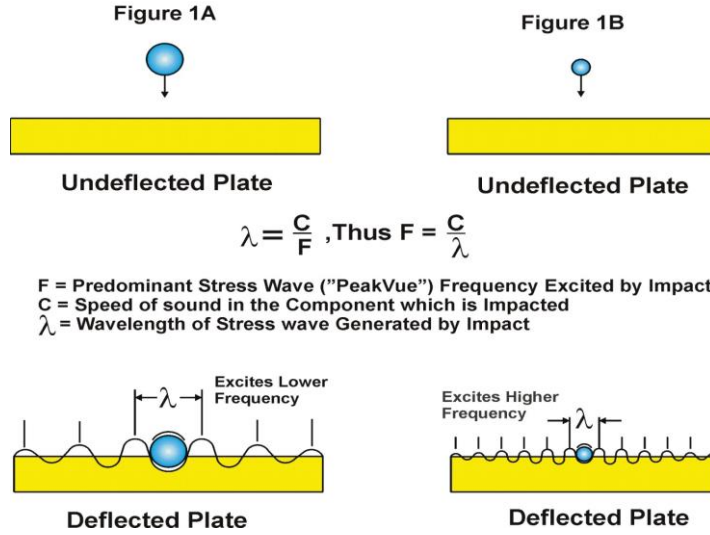 Figure 1A
Figure 1B
Undeflected Plate
Undeflected Plate
λ = C/F ,Thus F = C/λ
F = Predominant Stress Wave ("PeakVue") Frequency Excited by Impact
C = Speed of sound in the Component which is Impacted
λ = Wavelength of Stress wave Generated by Impact
Excites Lower
Frequency
λ
Excites Higher
Frequency
λ
Deflected Plate
Deflected Plate